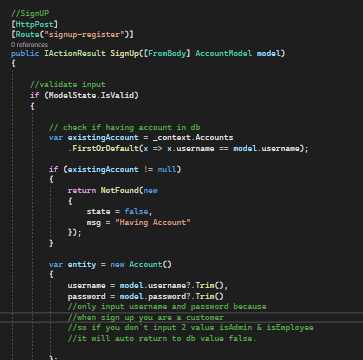 //SignUP
[HttpPost]
[Route("signup-register")]
0 references
public IActionResult SignUp([FromBody] AccountModel model)
{
//validate input
if (ModelState.IsValid)
{
// check if having account in db
var existingAccount = _context.Accounts
.FirstOrDefault(x => x.username == model.username);
if (existingAccount != null)
{
return NotFound(new
{
state = false,
msg = "Having Account"
});
}
var entity = new Account()
{
username = model.username?.Trim(),
password = model.password?.Trim()
//only input username and password because
//when sign up you are a customer
//so if you don`t input 2 value isAdmin & isEmployee
//it will auto return to db value false.
};